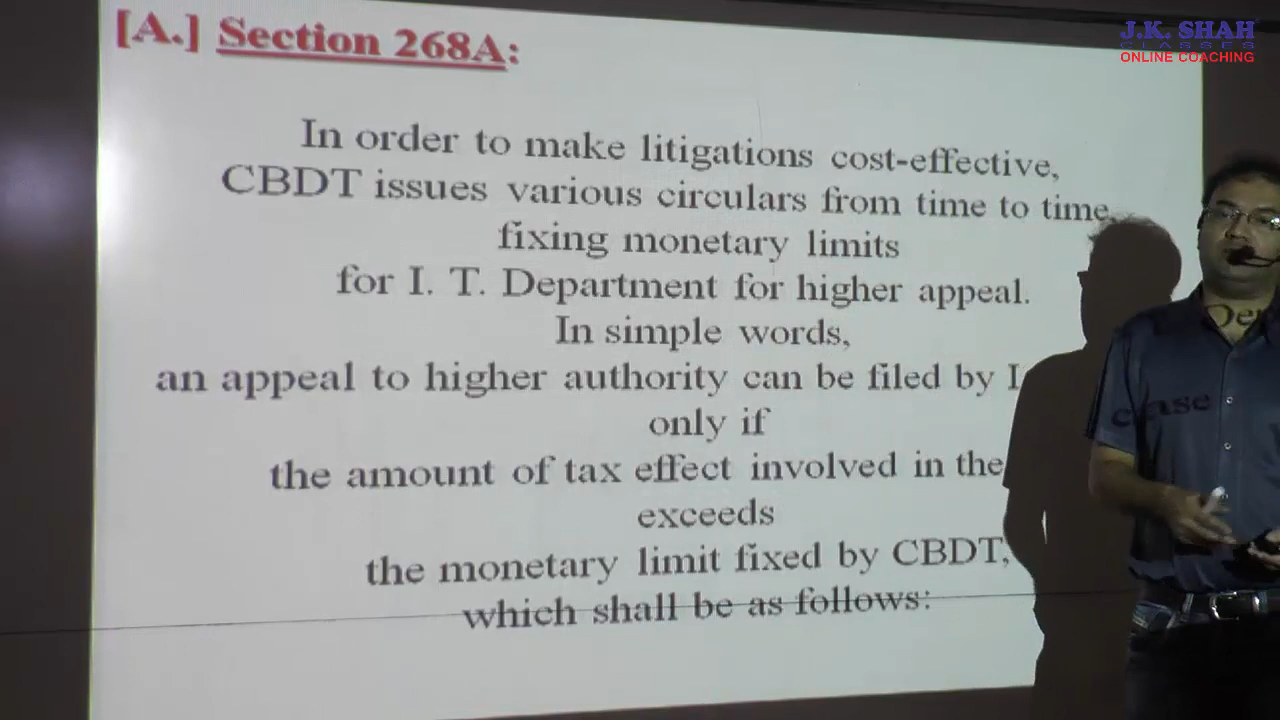 [A.] Section 268A:
J.K. SHAH
CLASSES
ONLINE COACHING
In order to make litigations cost-effective,
CBDT issues various circulars from time to time
fixing monetary limits
for I. T. Department for higher appeal.
In simple words,
an appeal to higher authority can be filed by I.
only if
the amount of tax effect involved in the
exceeds
the monetary limit fixed by CBDT,
which shall be as follows: